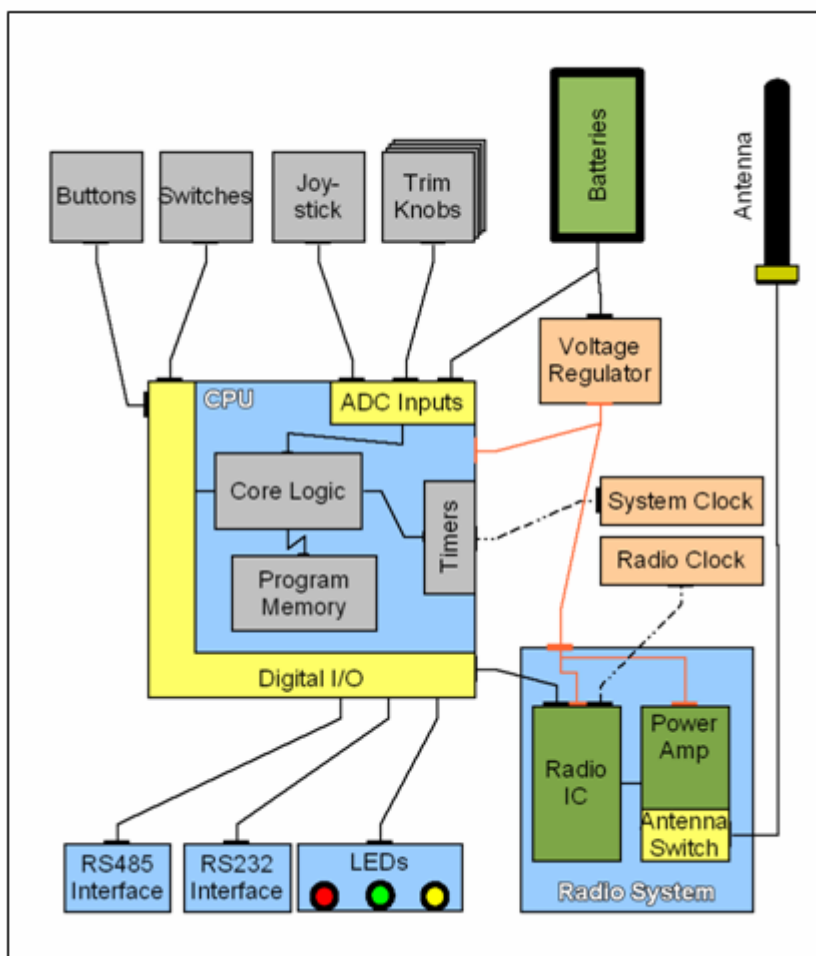 Batteries
Antenna
Buttons
Switches
Joy-
stick
Trim
Knobs
Voltage
Regulator
CPU
ADC Inputs
Core Logic
Timers
System Clock
Radio Clock
Program
Memory
Digital I/O
Power
Amp
Radio
IC
Antenna
Switch
Radio System
RS485
Interface
RS232
Interface
LEDs